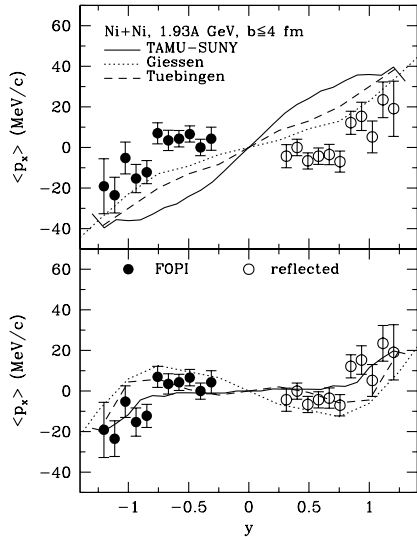 Ni+Ni, 1.93A GeV, b≤4 fm
TAMU-SUNY
Giessen
Tuebingen
<p_x> (MeV/c)
60
40
20
0
-20
-40
FOPI
reflected
<p_x> (MeV/c)
60
40
20
0
-20
-40
-1 -0.5 0 0.5 1
y